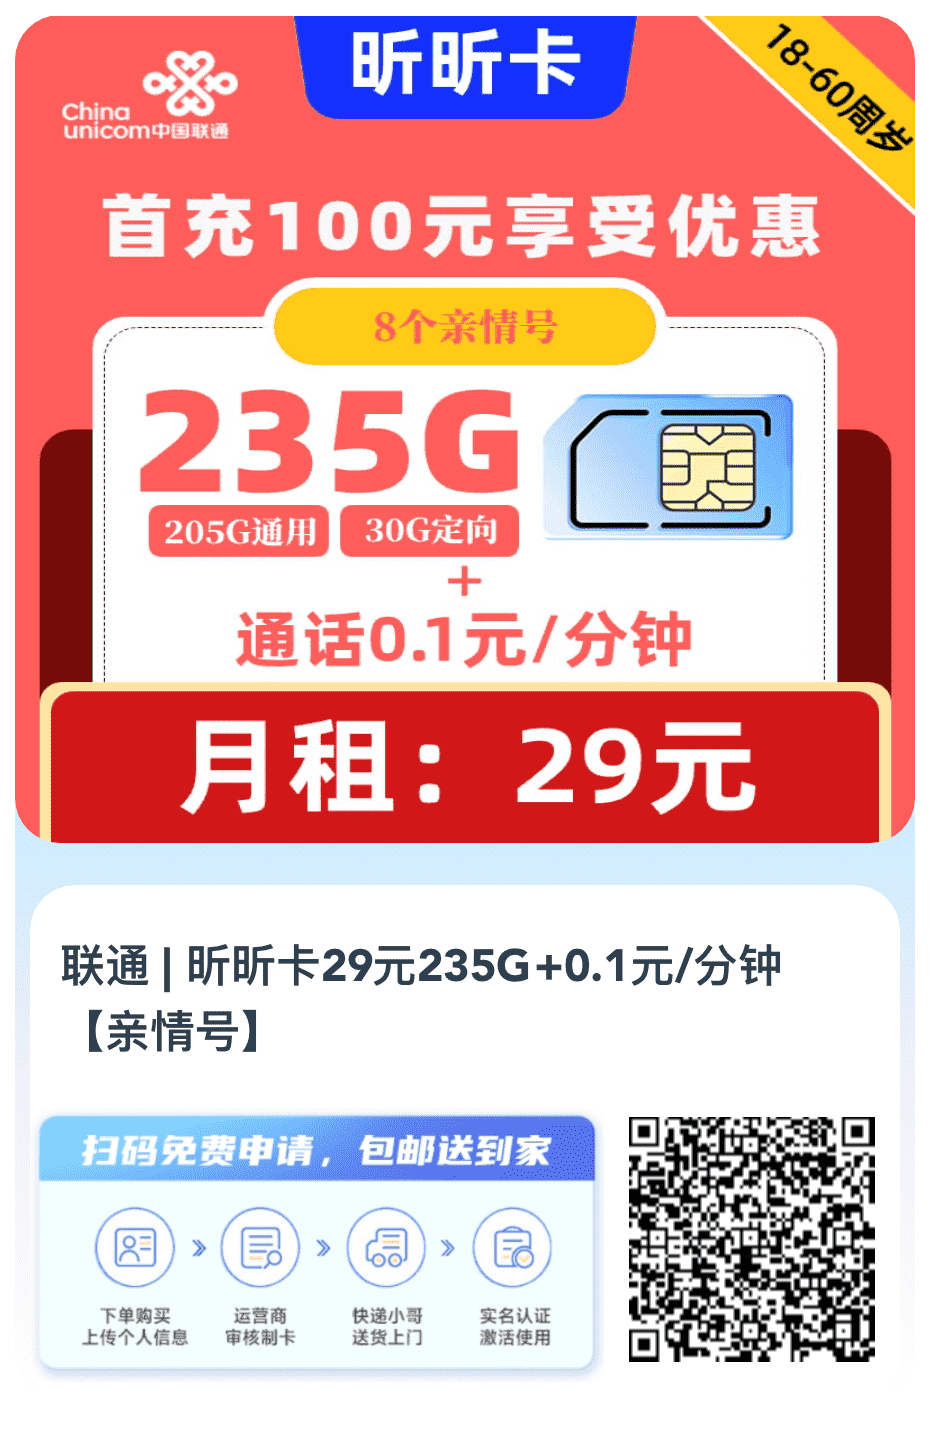 昕昕卡
18-60周岁
China
unicom中国联通
首充100元享受优惠
8个亲情号
235G
205G通用
30G定向
+
通话0.1元/分钟
月租：29元
联通 | 昕昕卡29元235G+0.1元/分钟
【亲情号】
扫码免费申请，包邮送到家
下单购买
上传个人信息
运营商
审核制卡
快递小哥
送货上门
实名认证
激活使用